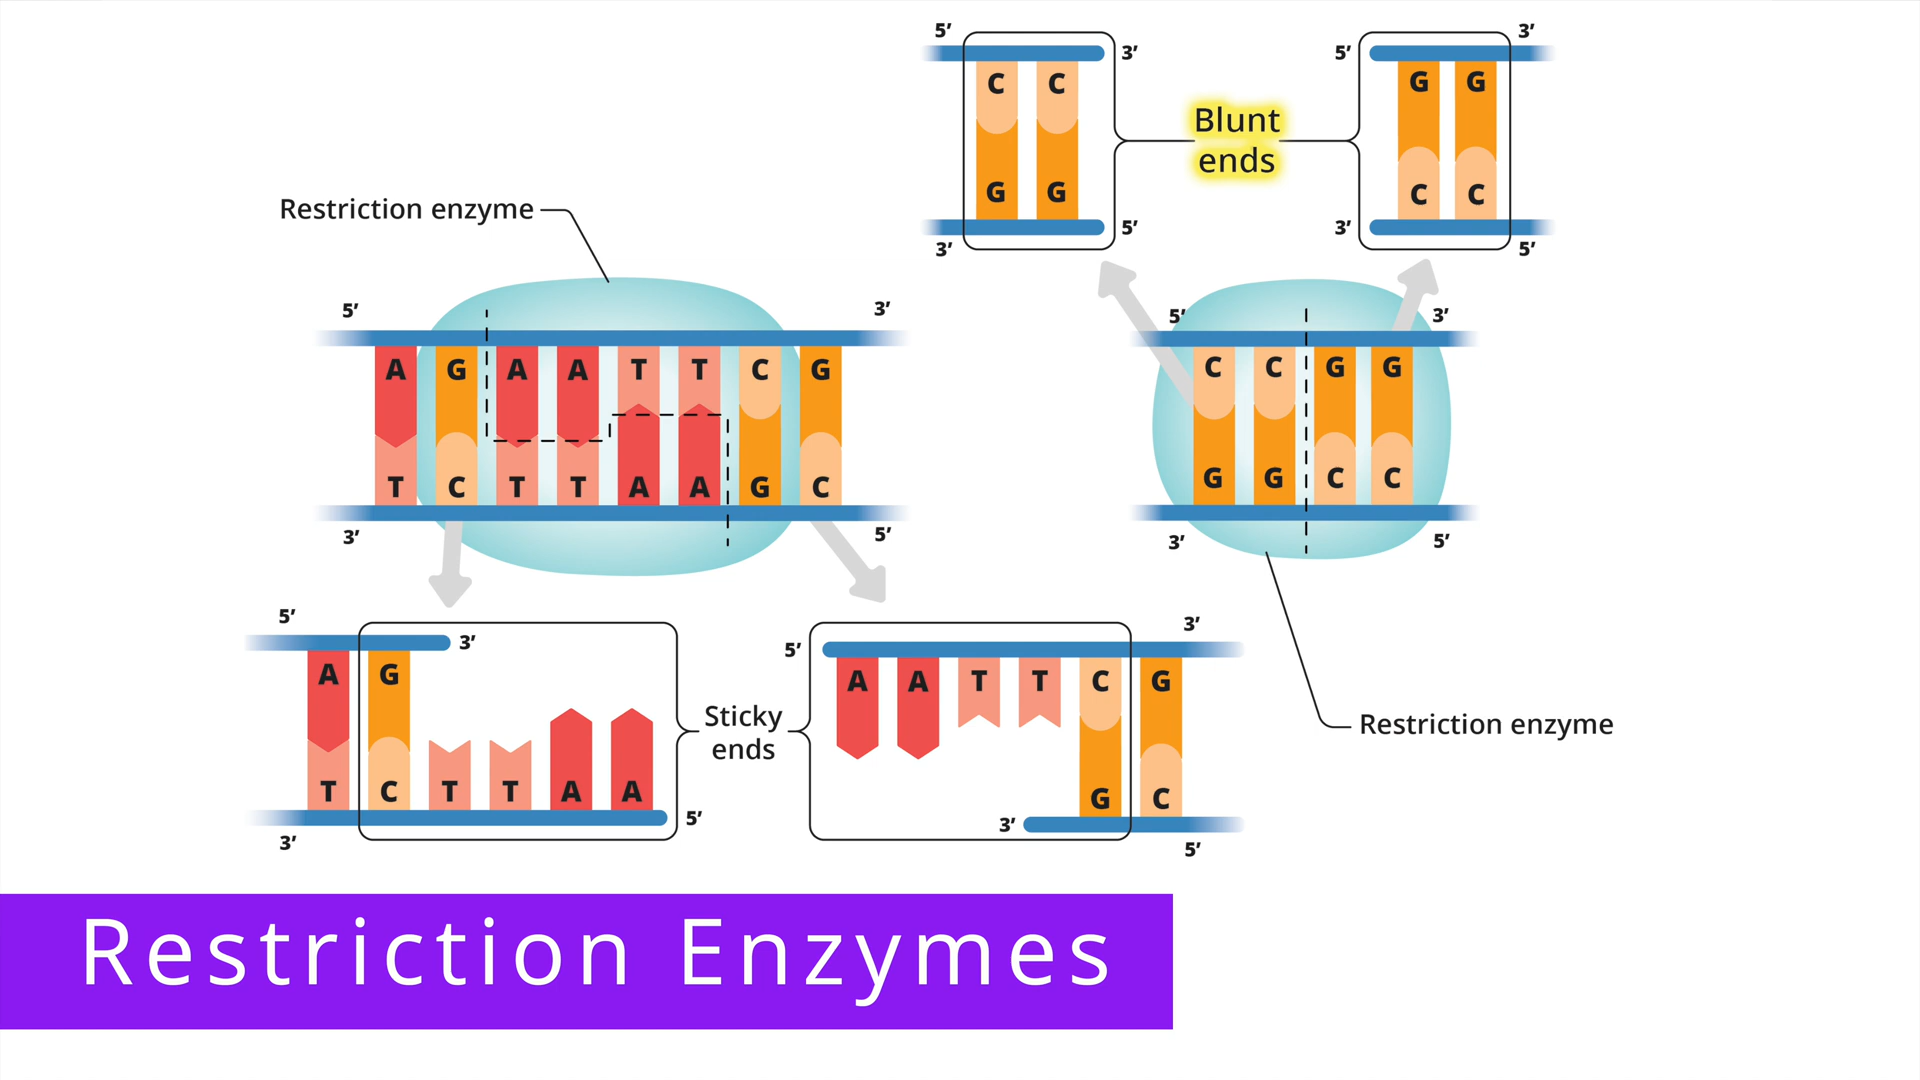 5’ 3’
3’ 5’
C C
G G
3’ 5’
5’ 3’
Blunt
ends
G G
C C
Restriction enzyme
5’ 3’
A G A A T T C G
T C T T A A G C
3’ 5’
5’ 3’
C C G G
G G C C
3’ 5’
Restriction enzyme
5’
3’
A G
T C T T A A
5’
3’
Sticky
ends
3’
5’
A A T T C G
G C
3’
5’
Restriction Enzymes